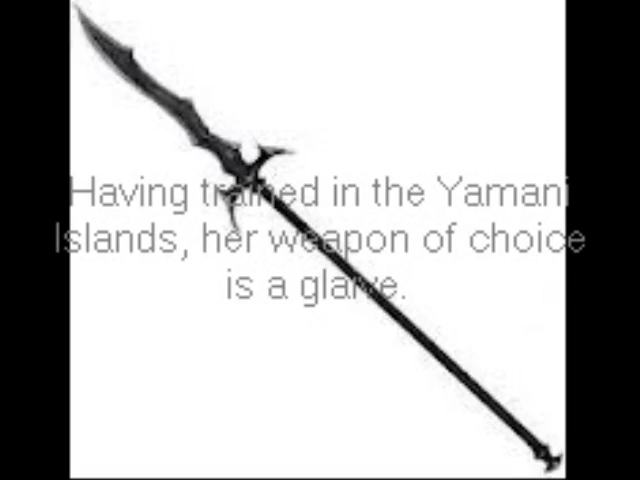 Having trained in the Yamani
Islands, her weapon of choice
is a glaive.